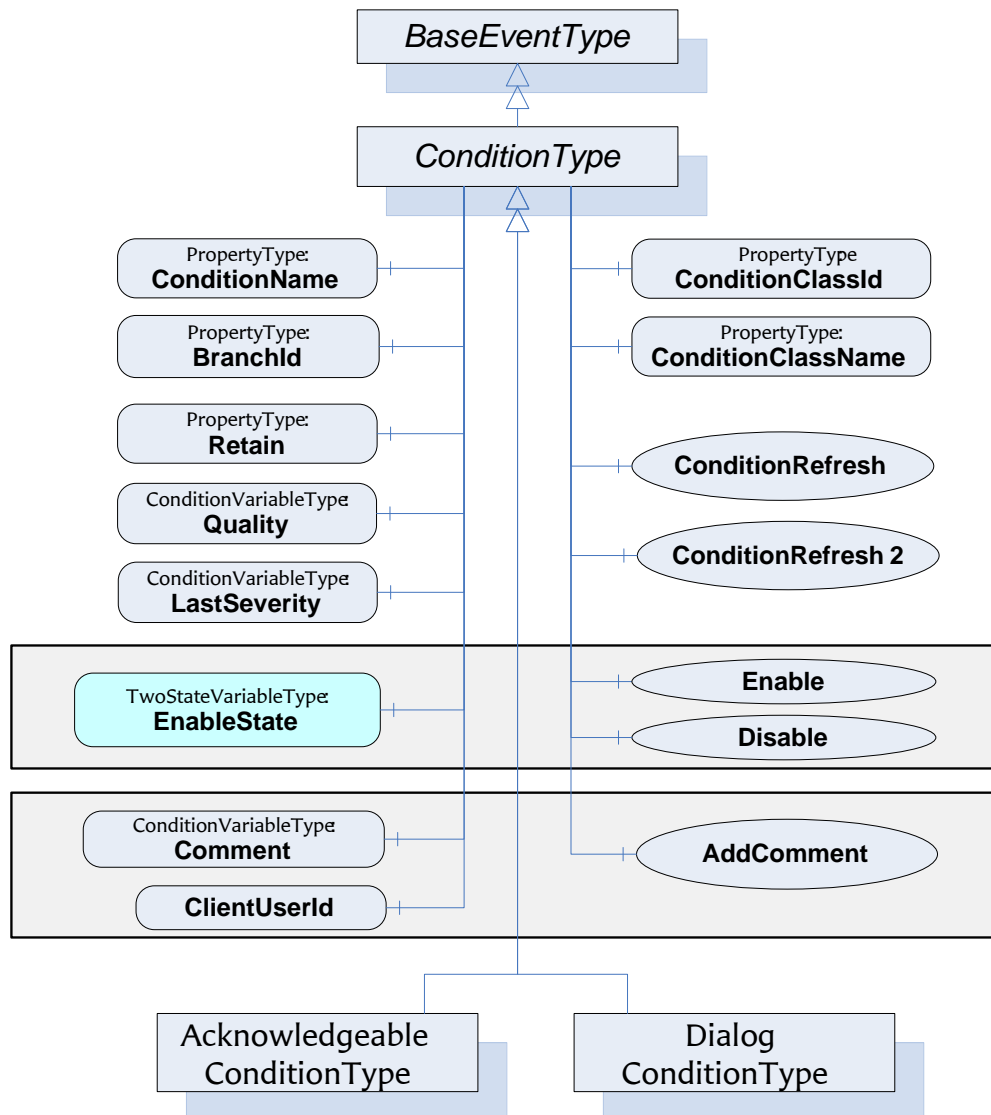 BaseEventType
ConditionType
PropertyType:
ConditionName
PropertyType
ConditionClassId
PropertyType:
BranchId
PropertyType:
ConditionClassName
PropertyType:
Retain
ConditionRefresh
ConditionVariableType:
Quality
ConditionRefresh 2
ConditionVariableType:
LastSeverity
TwoStateVariableType:
EnableState
Enable
Disable
ConditionVariableType:
Comment
AddComment
ClientUserId
Acknowledgeable
ConditionType
Dialog
ConditionType